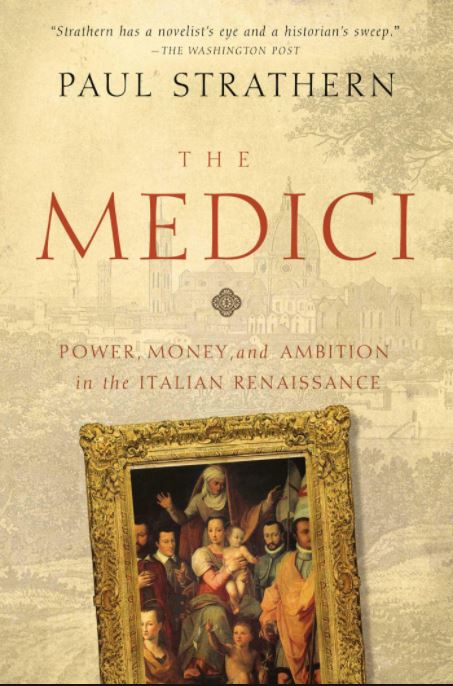 “Strathern has a novelist’s eye and a historian’s sweep.”
—THE WASHINGTON POST
PAUL STRATHERN
THE
MEDICI
POWER, MONEY, and AMBITION
in the ITALIAN RENAISSANCE